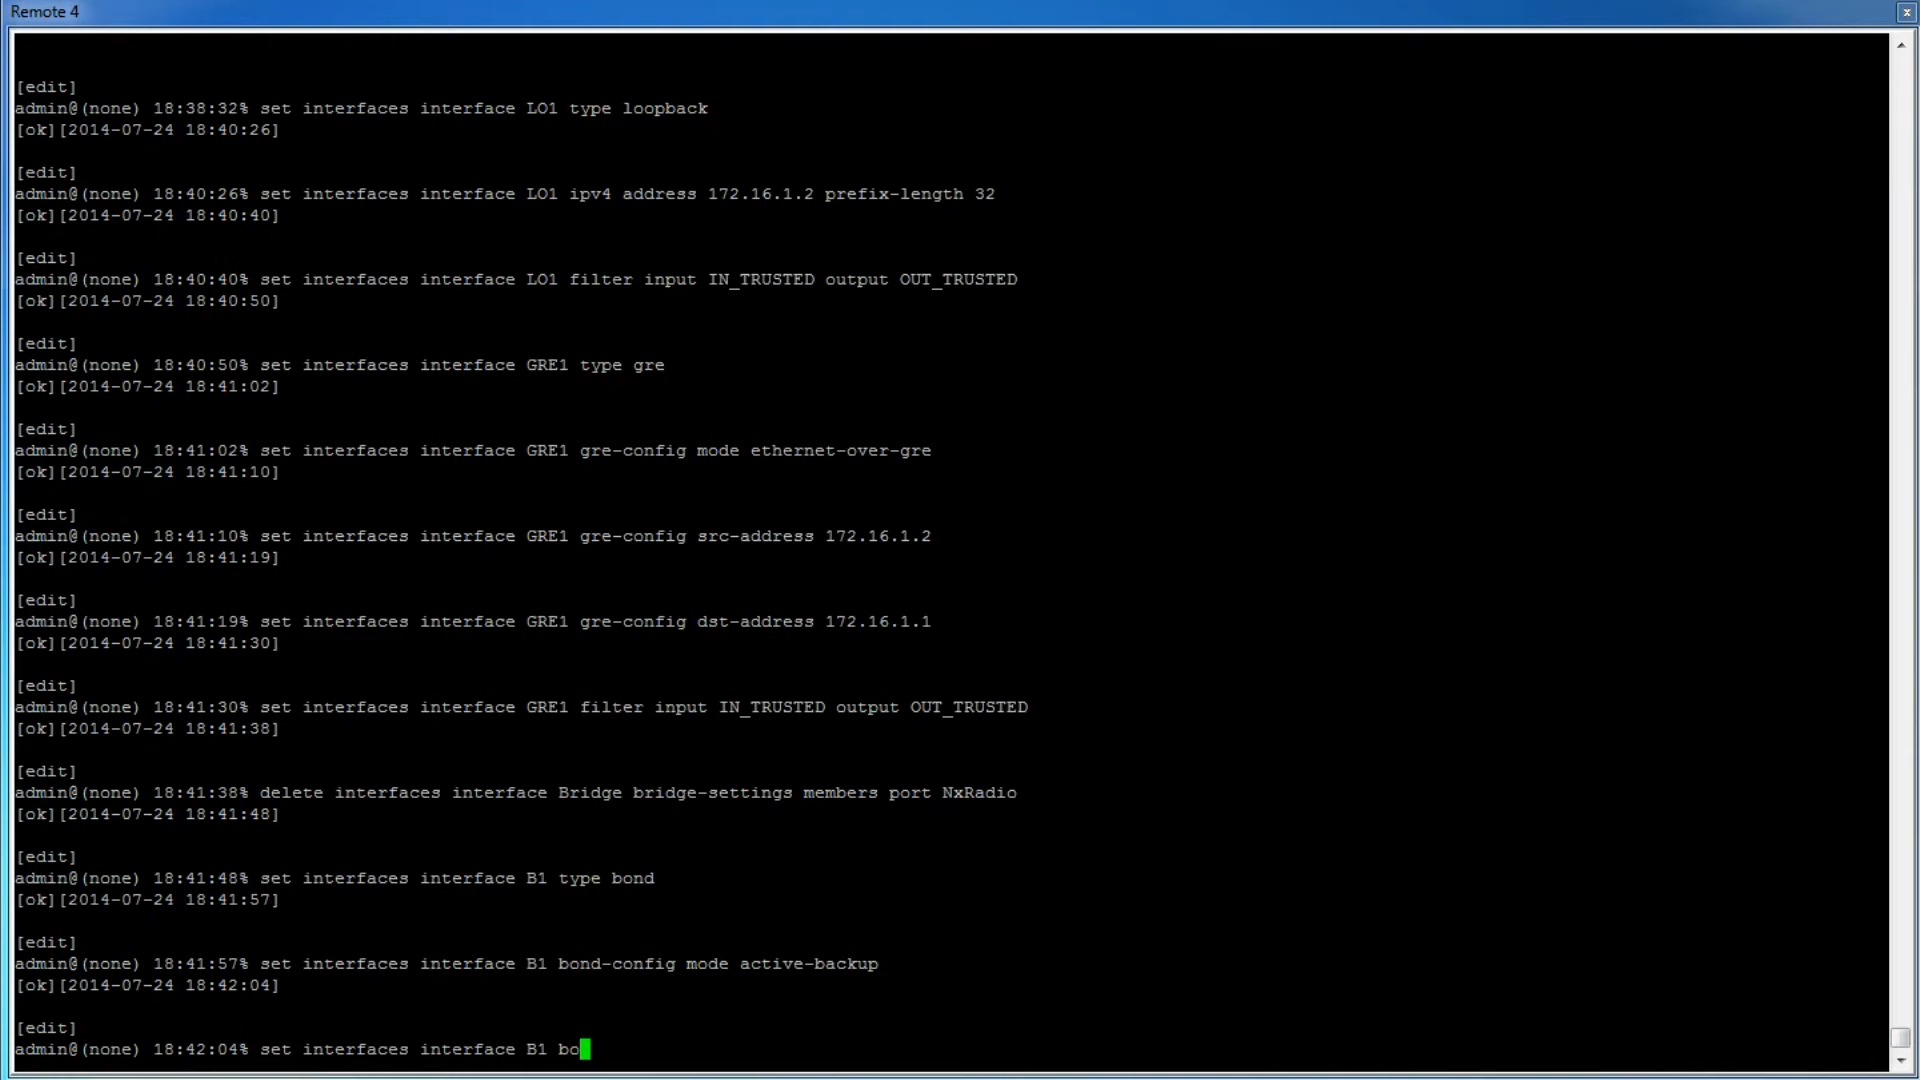 Remote 4
[edit]
admin@(none) 18:38:32% set interfaces interface LO1 type loopback
[ok][2014-07-24 18:40:26]
[edit]
admin@(none) 18:40:26% set interfaces interface LO1 ipv4 address 172.16.1.2 prefix-length 32
[ok][2014-07-24 18:40:40]
[edit]
admin@(none) 18:40:40% set interfaces interface LO1 filter input IN_TRUSTED output OUT_TRUSTED
[ok][2014-07-24 18:40:50]
[edit]
admin@(none) 18:40:50% set interfaces interface GRE1 type gre
[ok][2014-07-24 18:41:02]
[edit]
admin@(none) 18:41:02% set interfaces interface GRE1 gre-config mode ethernet-over-gre
[ok][2014-07-24 18:41:10]
[edit]
admin@(none) 18:41:10% set interfaces interface GRE1 gre-config src-address 172.16.1.2
[ok][2014-07-24 18:41:19]
[edit]
admin@(none) 18:41:19% set interfaces interface GRE1 gre-config dst-address 172.16.1.1
[ok][2014-07-24 18:41:30]
[edit]
admin@(none) 18:41:30% set interfaces interface GRE1 filter input IN_TRUSTED output OUT_TRUSTED
[ok][2014-07-24 18:41:38]
[edit]
admin@(none) 18:41:38% delete interfaces interface Bridge bridge-settings members port NxRadio
[ok][2014-07-24 18:41:48]
[edit]
admin@(none) 18:41:48% set interfaces interface B1 type bond
[ok][2014-07-24 18:41:57]
[edit]
admin@(none) 18:41:57% set interfaces interface B1 bond-config mode active-backup
[ok][2014-07-24 18:42:04]
[edit]
admin@(none) 18:42:04% set interfaces interface B1 bo